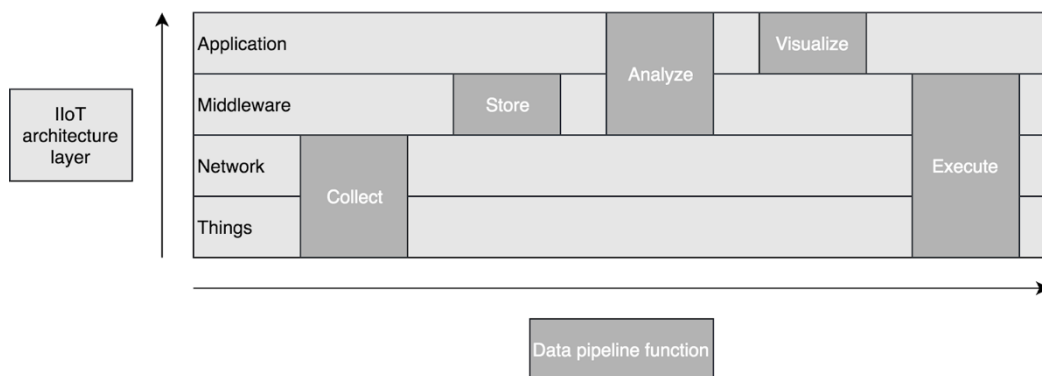 Application
Visualize
Analyze
Middleware
Store
IIoT
architecture
layer
Network
Execute
Collect
Things
Data pipeline function